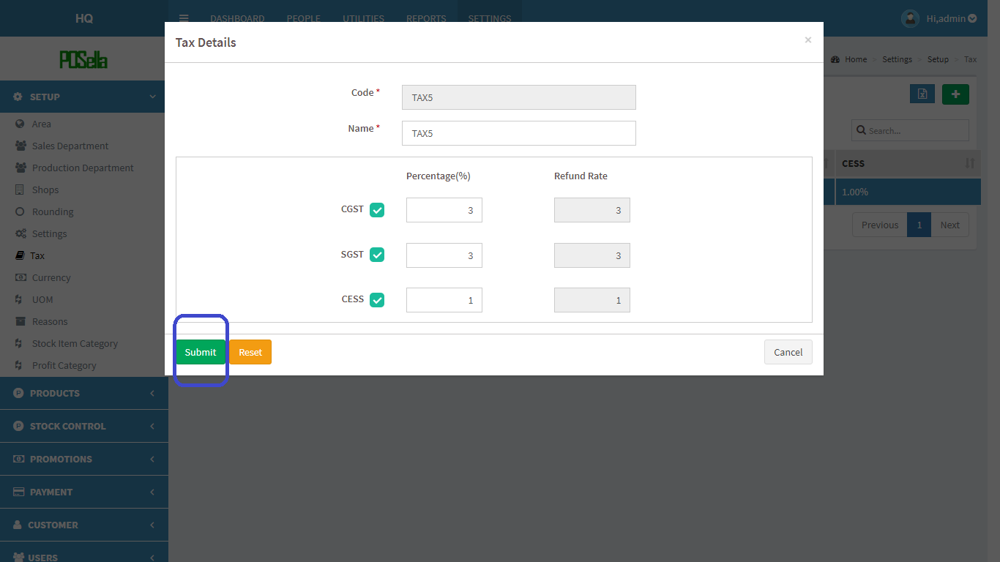 HQ
DASHBOARD PEOPLE UTILITIES REPORTS SETTINGS
Hi,admin
POSella
Home > Settings > Setup > Tax
SETUP
Area
Sales Department
Production Department
Shops
Rounding
Settings
Tax
Currency
UOM
Reasons
Stock Item Category
Profit Category
PRODUCTS
STOCK CONTROL
PROMOTIONS
PAYMENT
CUSTOMER
USERS
Tax Details ×
Code * TAX5
Name * TAX5
Percentage(%) Refund Rate
CGST 3 3
SGST 3 3
CESS 1 1
Submit Reset Cancel
Search...
CESS
1.00%
Previous 1 Next